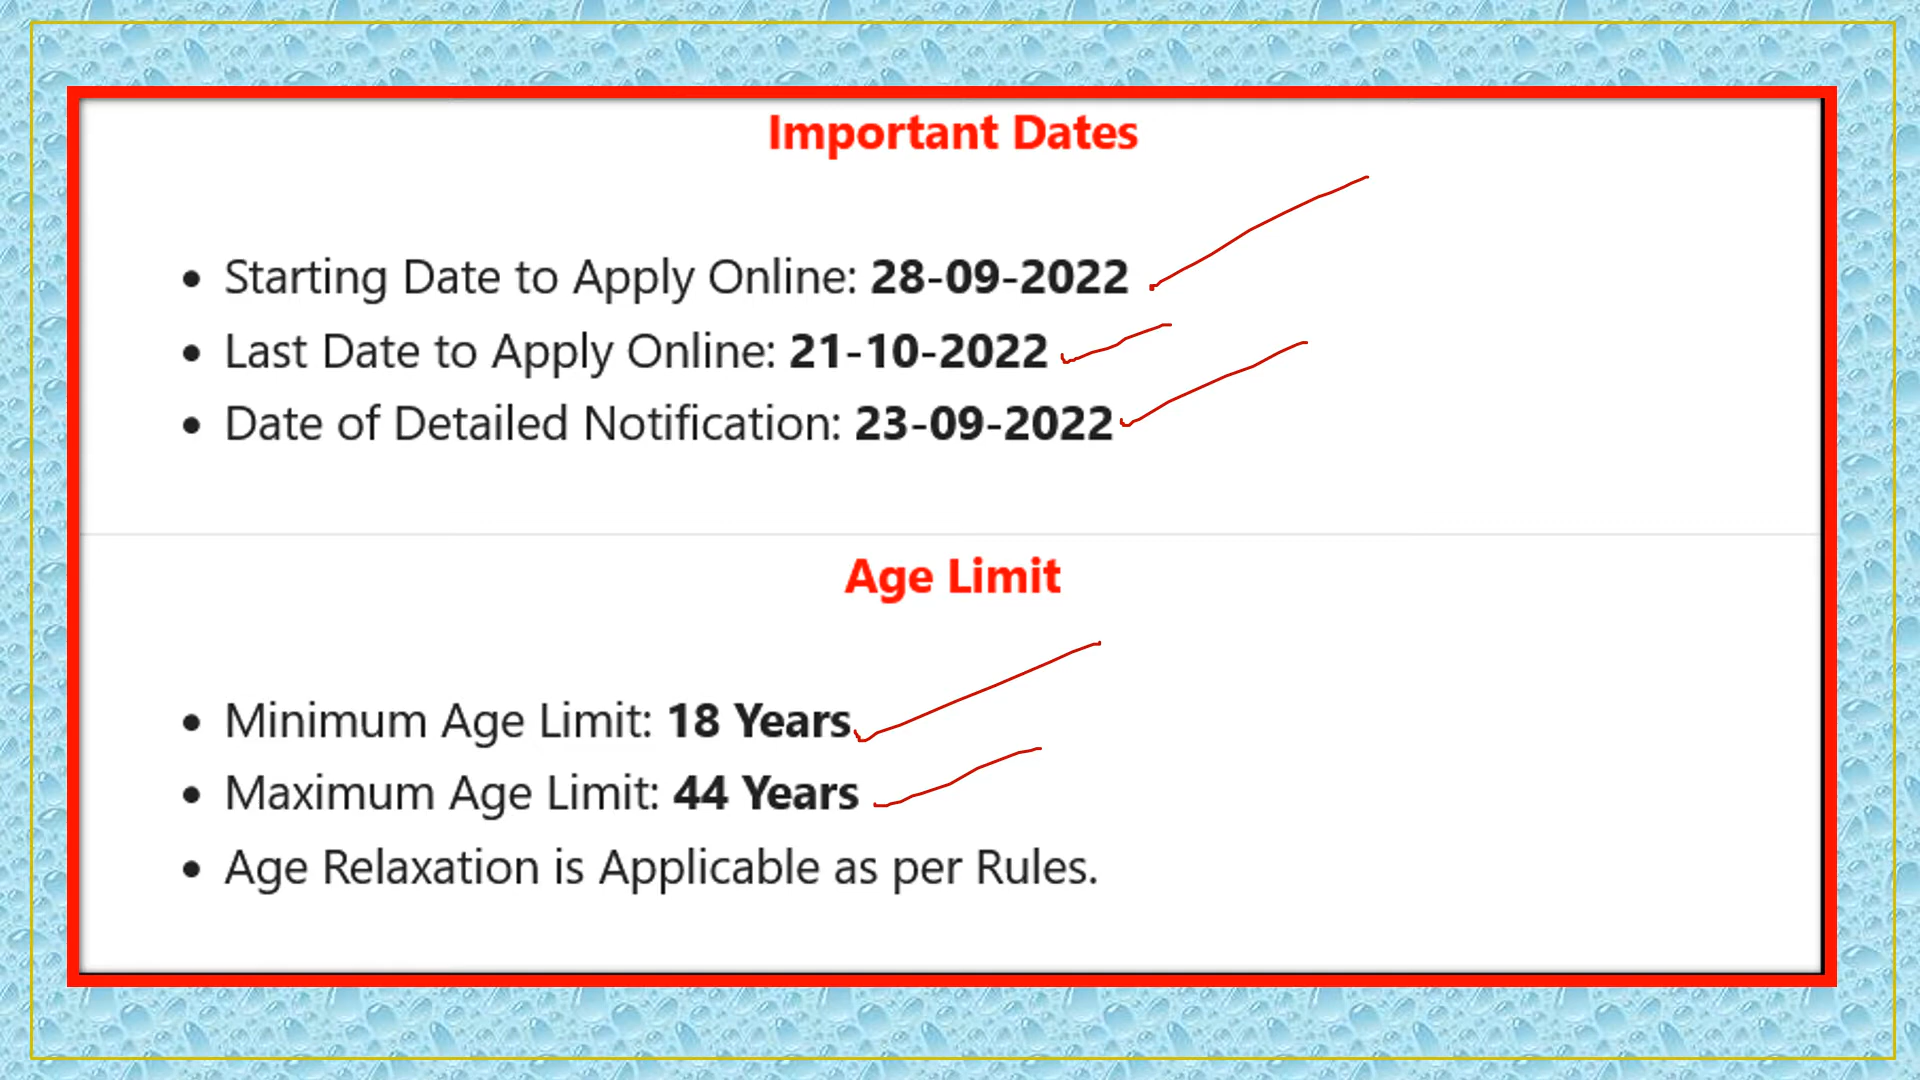 Important Dates
Starting Date to Apply Online: 28-09-2022
Last Date to Apply Online: 21-10-2022
Date of Detailed Notification: 23-09-2022
Age Limit
Minimum Age Limit: 18 Years
Maximum Age Limit: 44 Years
Age Relaxation is Applicable as per Rules.